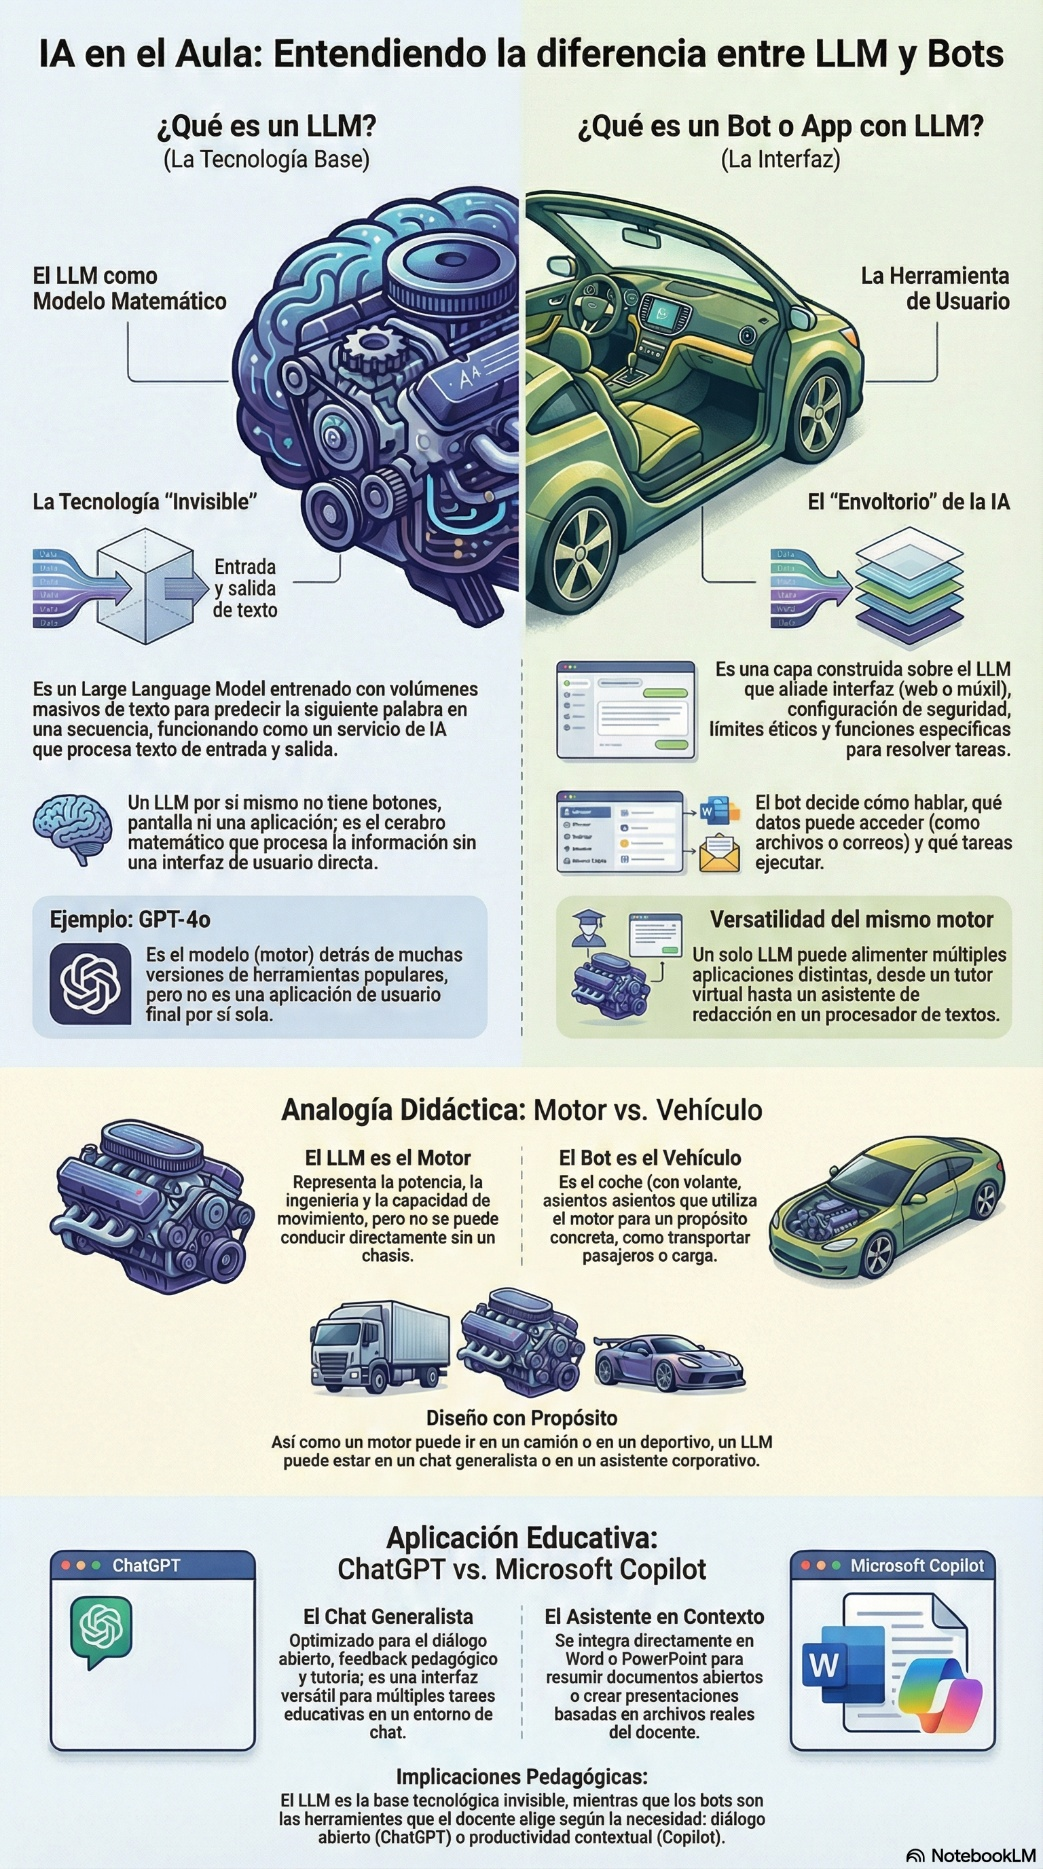 IA en el Aula: Entendiendo la diferencia entre LLM y Bots
¿Qué es un LLM?
(La Tecnología Base)
El LLM como
Modelo Matemático
AA
La Tecnología “Invisible”
Data
Data
Data
Data
Data
Data
Entrada
y salida
de texto
Es un Large Language Model entrenado con volúmenes
masivos de texto para predecir la siguiente palabra en
una secuencia, funcionando como un servicio de IA
que procesa texto de entrada y salida.
Un LLM por sí mismo no tiene botones,
pantalla ni una aplicación; es el cerabro
matemático que procesa la información sin
una interfaz de usuario directa.
Ejemplo: GPT-4o
Es el modelo (motor) detrás de muchas
versiones de herramientas populares,
pero no es una aplicación de usuario
final por sí sola.
¿Qué es un Bot o App con LLM?
(La Interfaz)
La Herramienta
de Usuario
El “Envoltorio” de la IA
Data
Data
Data
Data
Data
Es una capa construida sobre el LLM
que aliade interfaz (web o múxil),
configuración de seguridad,
límites éticos y funciones específicas
para resolver tareas.
W
El bot decide cómo hablar, qué
datos puede acceder (como
archivos o correos) y qué tareas
ejecutar.
Versatilidad del mismo motor
Un solo LLM puede alimenter múltiples
aplicaciones distintas, desde un tutor
virtual hasta un asistente de
redacción en un procesador de textos.
Analogía Didáctica: Motor vs. Vehículo
El LLM es el Motor
Representa la potencia, la
ingenieria y la capacidad de
movimiento, pero no se puede
conducir directamente sin un
chasis.
El Bot es el Vehículo
Es el coche (con volante,
asientos asientos que utiliza
el motor para un propósito
concreta, como transportar
pasajeros o carga.
Diseño con Propósito
Así como un motor puede ir en un camión o en un deportivo, un LLM
puede estar en un chat generalista o en un asistente corporativo.
Aplicación Educativa:
ChatGPT vs. Microsoft Copilot
ChatGPT
El Chat Generalista
Optimizado para el diálogo
abierto, feedback pedagógico
y tutoria; es una interfaz
versátil para múltiples tarees
educativas en un entorno de
chat.
El Asistente en Contexto
Se integra directamente en
Word o PowerPoint para
resumir documentos abiertos
o crear presentaciones
basadas en archivos reales
del docente.
Microsoft Copilot
W
Implicaciones Pedagógicas:
El LLM es la base tecnológica invisible, mientras que los bots son
las herramientes que el docente elige según la necesidad: diálogo
abierto (ChatGPT) o productividad contextual (Copilot).
NotebookLM